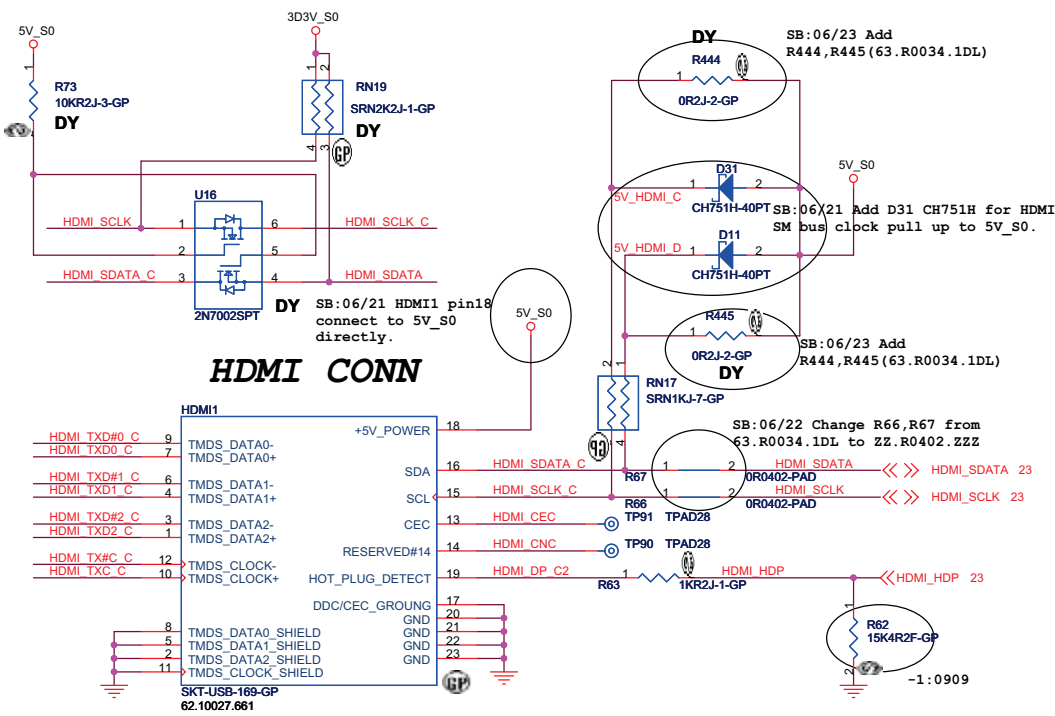 5V_S0
1
R73
10KR2J-3-GP
DY
3D3V_S0
1 2
RN19
SRN2K2J-1-GP
DY
4 3
GP
U16
HDMI_SCLK 1 6 HDMI_SCLK_C
2 5
HDMI_SDATA_C 3 4 HDMI_SDATA
DY
2N7002SPT
SB:06/21 HDMI1 pin18
connect to 5V_S0
directly.
DY
R444
1
0R2J-2-GP
SB:06/23 Add
R444,R445(63.R0034.1DL)
D31
5V_HDMI_C 1 2
CH751H-40PT
5V_S0
SB:06/21 Add D31 CH751H for HDMI
SM bus clock pull up to 5V_S0.
D11
5V_HDMI_D 1 2
CH751H-40PT
R445
1
0R2J-2-GP
DY
SB:06/23 Add
R444,R445(63.R0034.1DL)
5V_S0
2 1
RN17
SRN1KJ-7-GP
4
GP
SB:06/22 Change R66,R67 from
63.R0034.1DL to ZZ.R0402.ZZZ
HDMI CONN
HDMI1
HDMI_TXD#0_C 9 TMDS_DATA0-
HDMI_TXD0_C 7 TMDS_DATA0+
HDMI_TXD#1_C 6 TMDS_DATA1-
HDMI_TXD1_C 4 TMDS_DATA1+
HDMI_TXD#2_C 3 TMDS_DATA2-
HDMI_TXD2_C 1 TMDS_DATA2+
HDMI_TX#C_C 12 TMDS_CLOCK-
HDMI_TXC_C 10 TMDS_CLOCK+
8 TMDS_DATA0_SHIELD
5 TMDS_DATA1_SHIELD
2 TMDS_DATA2_SHIELD
11 TMDS_CLOCK_SHIELD
+5V_POWER 18
SDA 16 HDMI_SDATA_C R67 1 2 HDMI_SDATA HDMI_SDATA 23
0R0402-PAD
SCL 15 HDMI_SCLK_C R66 1 2 HDMI_SCLK HDMI_SCLK 23
0R0402-PAD
CEC 13 HDMI_CEC TP91 TPAD28
RESERVED#14 14 HDMI_CNC TP90 TPAD28
HOT_PLUG_DETECT 19 HDMI_DP_C2 R63 1 HDMI_HDP HDMI_HDP 23
1KR2J-1-GP
DDC/CEC_GROUNG 17
GND 20
GND 21
GND 22
GND 23
SKT-USB-169-GP
62.10027.661
GP
1
R62
15K4R2F-GP
2
-1:0909